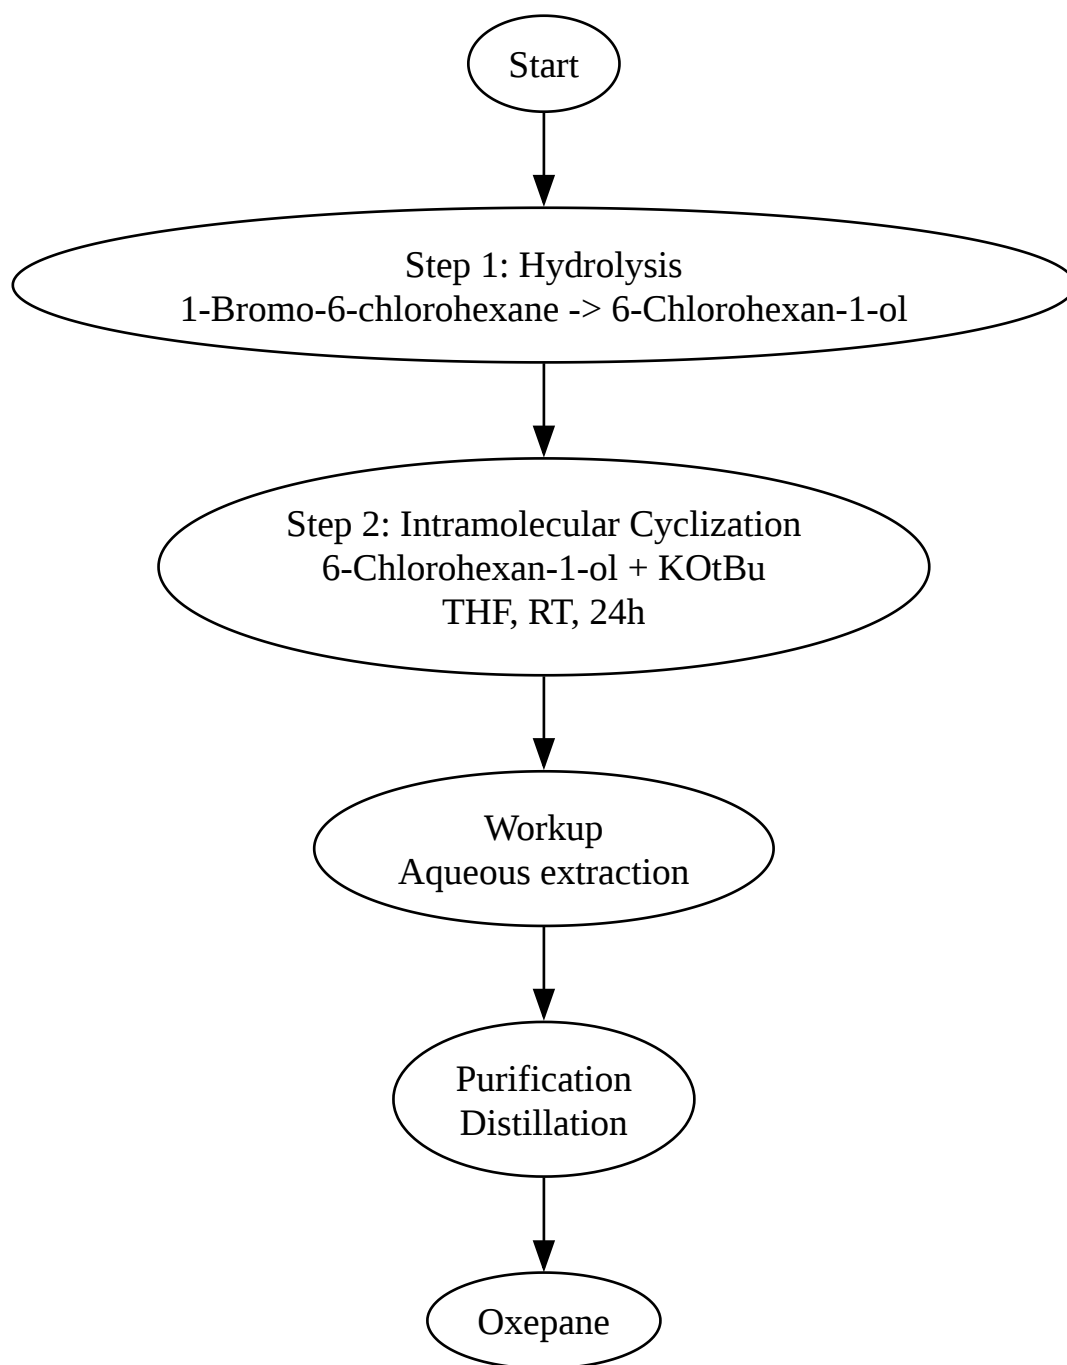 Start
Step 1: Hydrolysis
1-Bromo-6-chlorohexane -> 6-Chlorohexan-1-ol
Step 2: Intramolecular Cyclization
6-Chlorohexan-1-ol + KOtBu
THF, RT, 24h
Workup
Aqueous extraction
Purification
Distillation
Oxepane